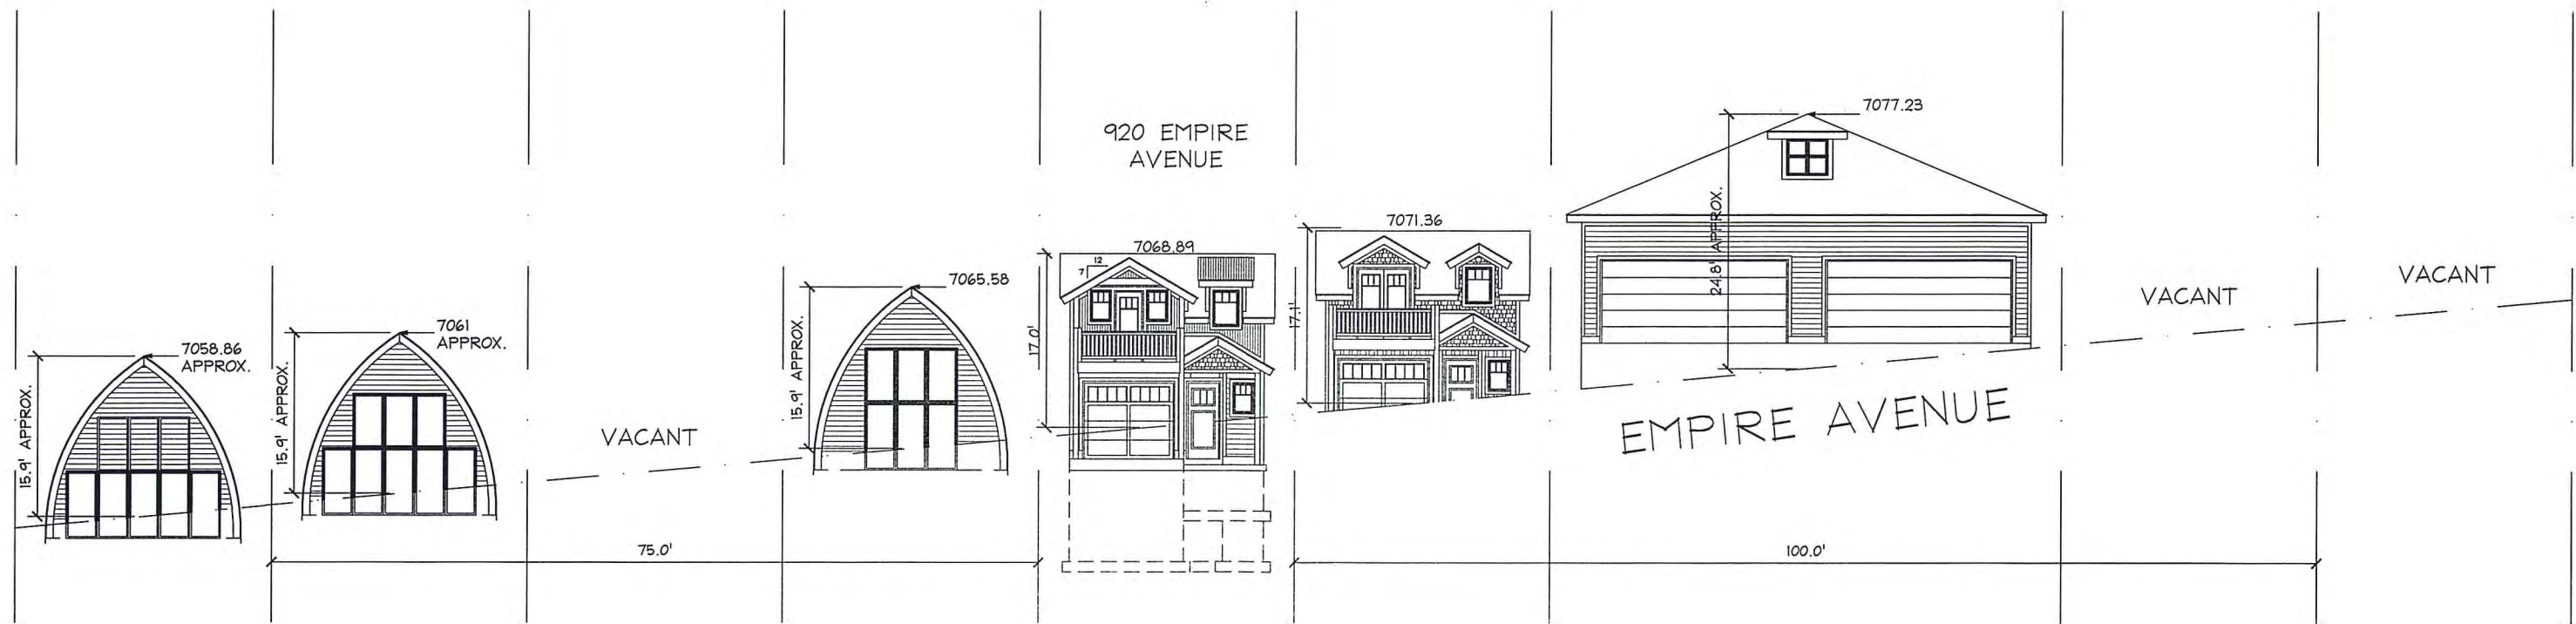 920 EMPIRE
AVENUE
7077.23
24.8' APPROX.
7071.36
17.1'
7068.89
12
7
17.0'
7065.58
15.9' APPROX.
7061
APPROX.
15.9' APPROX.
7058.86
APPROX.
15.9' APPROX.
VACANT
VACANT
VACANT
EMPIRE AVENUE
75.0'
100.0'